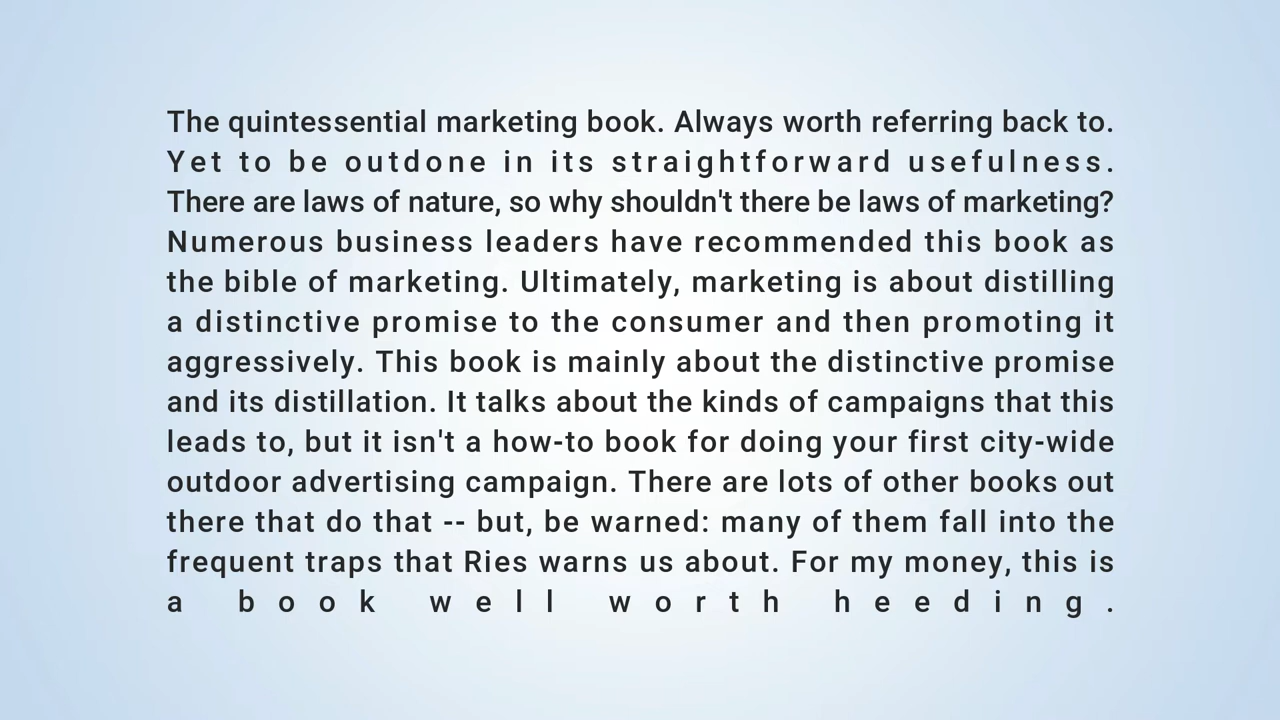 The quintessential marketing book. Always worth referring back to.
Yet to be outdone in its straightforward usefulness.
There are laws of nature, so why shouldn't there be laws of marketing?
Numerous business leaders have recommended this book as
the bible of marketing. Ultimately, marketing is about distilling
a distinctive promise to the consumer and then promoting it
aggressively. This book is mainly about the distinctive promise
and its distillation. It talks about the kinds of campaigns that this
leads to, but it isn't a how-to book for doing your first city-wide
outdoor advertising campaign. There are lots of other books out
there that do that -- but, be warned: many of them fall into the
frequent traps that Ries warns us about. For my money, this is
a book well worth heeding.